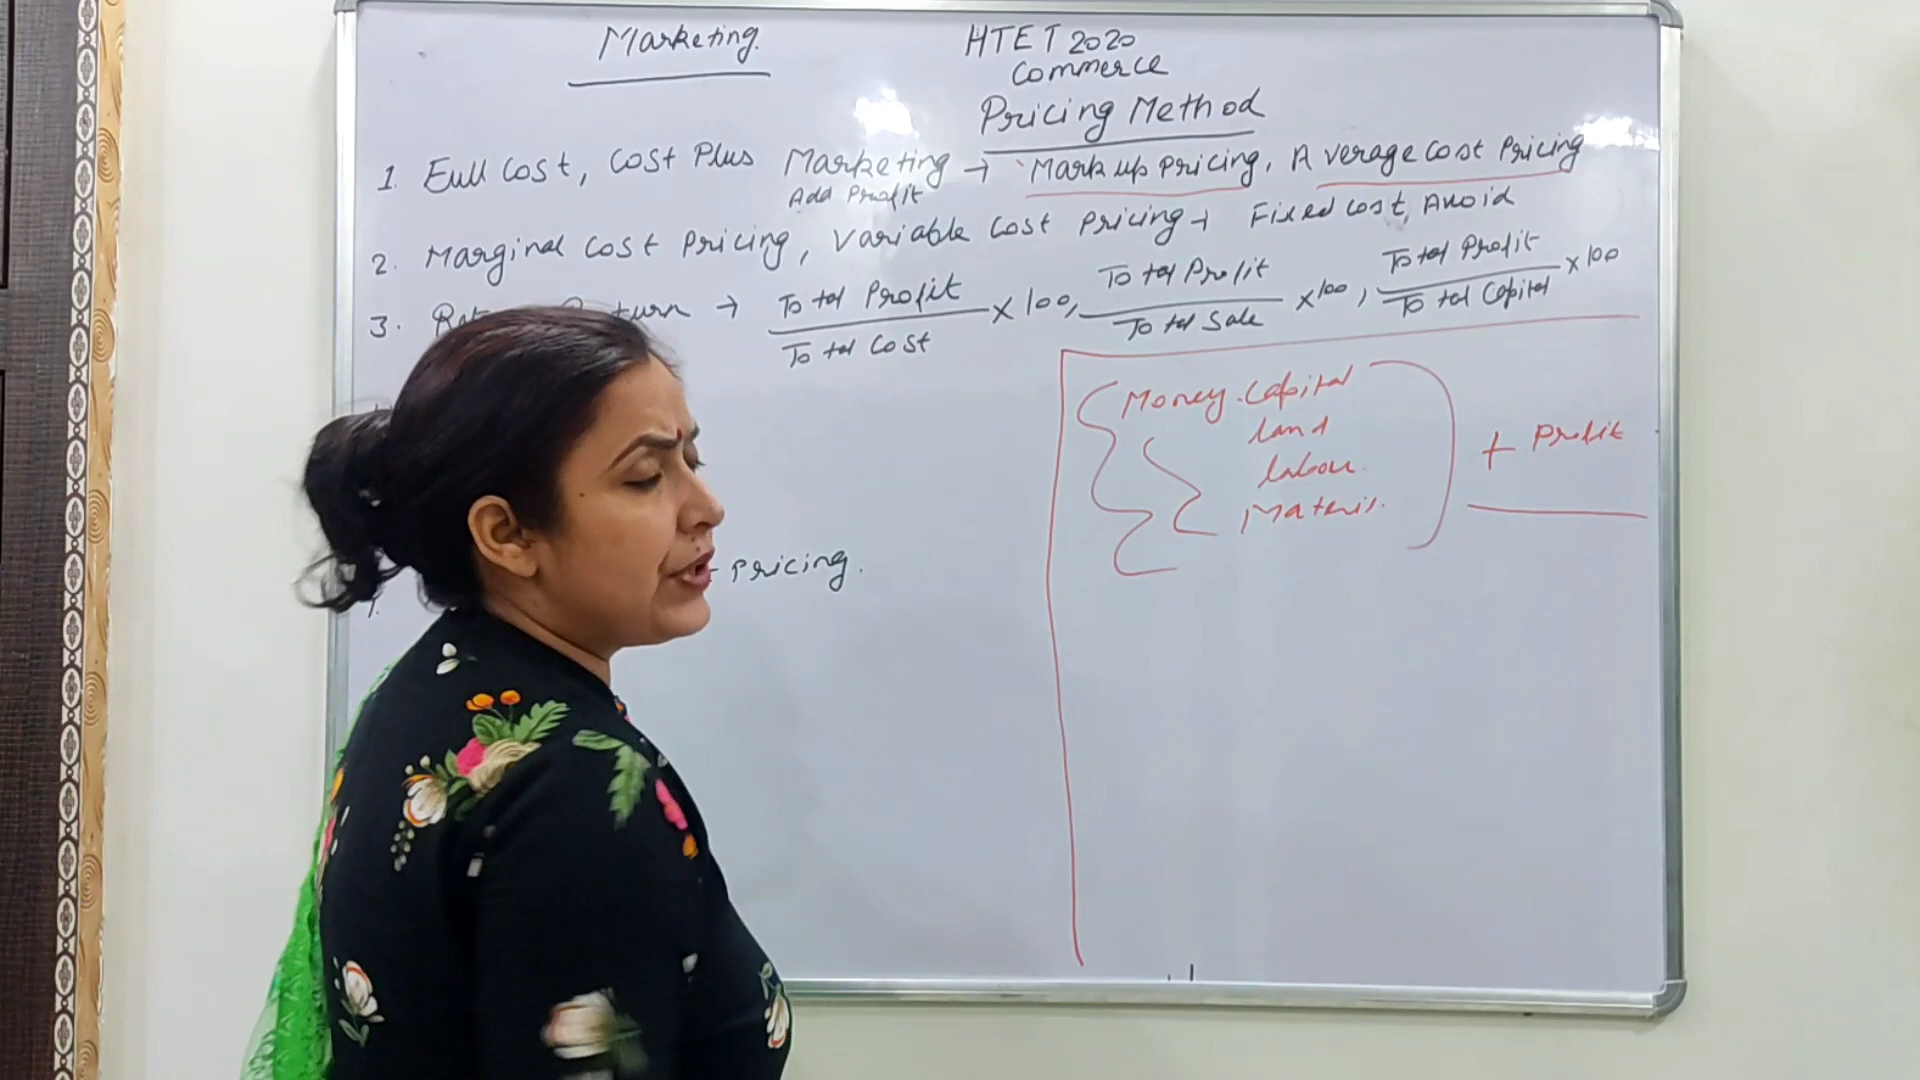 Marketing.
HTET 2020
Commerce
Pricing Method
1. Full Cost, Cost Plus Marketing → Mark up Pricing, Average Cost Pricing
Add Profit
2. Marginal Cost Pricing, Variable Cost Pricing → Fixed Cost, Avoid
3. → Total Profit / Total Cost × 100, Total Profit / Total Sale × 100, Total Profit / Total Capital × 100
Money Capital
land
labour
+ Profit
Pricing.